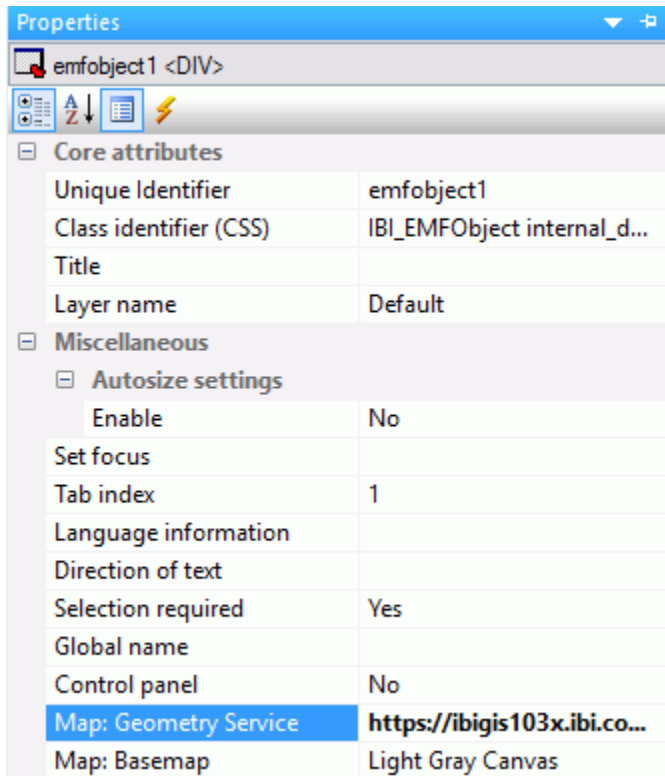 Properties
emfobject1 <DIV>
Core attributes
Unique Identifier emfobject1
Class identifier (CSS) IBI_EMFObject internal_d...
Title
Layer name Default
Miscellaneous
Autosize settings
Enable No
Set focus
Tab index 1
Language information
Direction of text
Selection required Yes
Global name
Control panel No
Map: Geometry Service https://ibigis103x.ibi.co...
Map: Basemap Light Gray Canvas